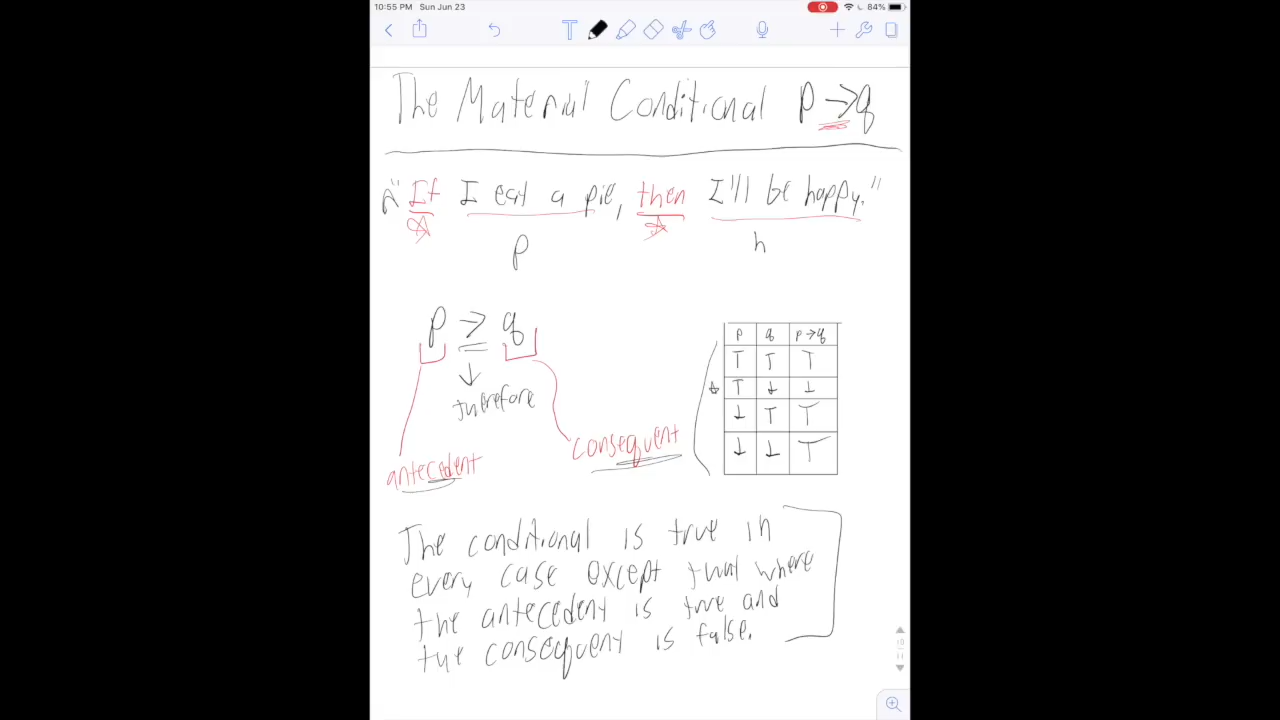 10:55 PM Sun Jun 23
84%
The Material Conditional p → q
"If I eat a pie, then I'll be happy."
p h
p → q
therefore
antecedent
consequent
p q p→q
T T T
T ⊥ ⊥
⊥ T T
⊥ ⊥ T
The conditional is true in
every case except that where
the antecedent is true and
the consequent is false.